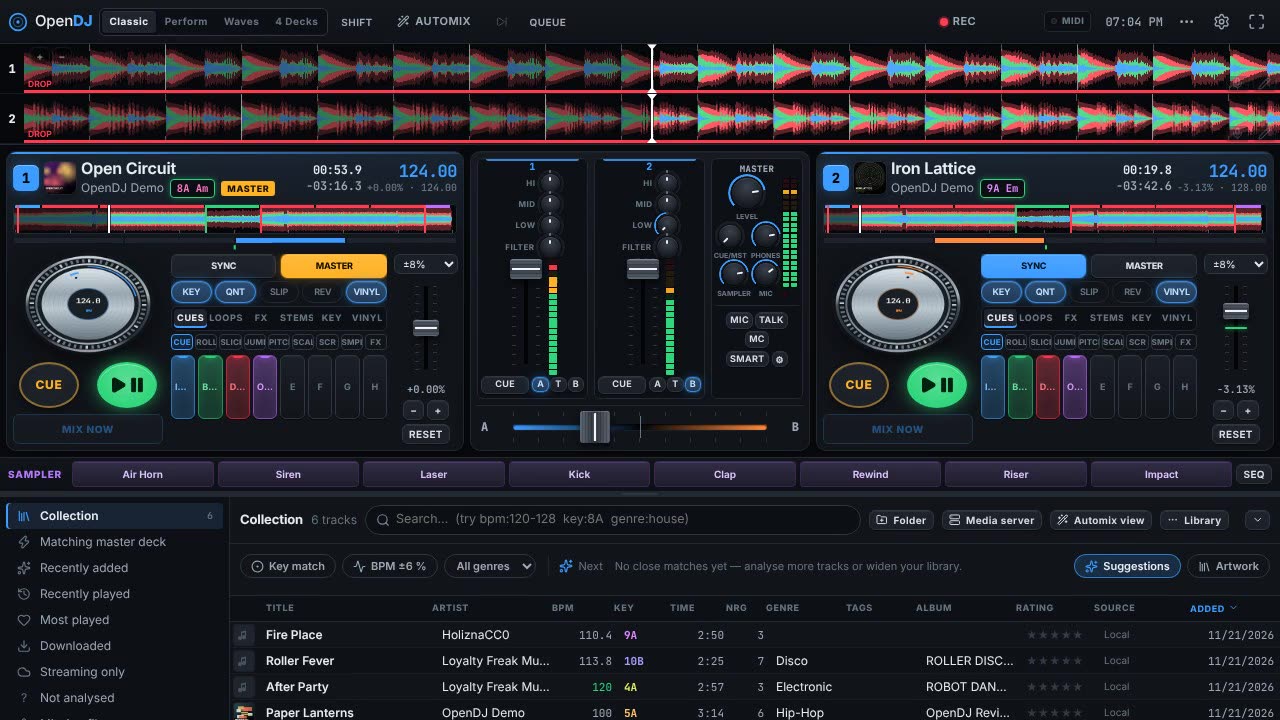 OpenDJ Classic Perform Waves 4 Decks SHIFT AUTOMIX QUEUE REC MIDI 07:04 PM
1 DROP
2 DROP
1 Open Circuit 00:53.9 124.00
OpenDJ Demo 8A Am MASTER -03:16.3 +0.00% · 124.00
SYNC MASTER ±8%
KEY QNT SLIP REV VINYL
CUES LOOPS FX STEMS KEY VINYL
CUE ROLL SLICI JUMI PITCI SCAL SCR SMPI FX
124.0
CUE
I... B... D... O... E F G H
+0.00%
− +
MIX NOW RESET
1 2 MASTER
HI HI
MID MID
LEVEL
LOW LOW
FILTER FILTER
CUE/MST PHONES
SAMPLER MIC
MIC TALK
MC
SMART
CUE A T B CUE A T B
A B
2 Iron Lattice 00:19.8 124.00
OpenDJ Demo 9A Em -03:42.6 -3.13% · 128.00
SYNC MASTER ±8%
KEY QNT SLIP REV VINYL
CUES LOOPS FX STEMS KEY VINYL
CUE ROLL SLICI JUMI PITCI SCAL SCR SMPI FX
124.0
CUE
I... B... D... O... E F G H
-3.13%
− +
MIX NOW RESET
SAMPLER Air Horn Siren Laser Kick Clap Rewind Riser Impact SEQ
Collection 6
Matching master deck
Recently added
Recently played
Most played
Downloaded
Streaming only
Not analysed
Collection 6 tracks Search... (try bpm:120-128 key:8A genre:house) Folder Media server Automix view Library
Key match BPM ±6 % All genres Next No close matches yet — analyse more tracks or widen your library. Suggestions Artwork
TITLE ARTIST BPM KEY TIME NRG GENRE TAGS ALBUM RATING SOURCE ADDED
Fire Place HoliznaCC0 110.4 9A 2:50 3 ★★★★★ Local 11/21/2026
Roller Fever Loyalty Freak Mu... 113.8 10B 2:25 7 Disco ROLLER DISC... ★★★★★ Local 11/21/2026
After Party Loyalty Freak Mu... 120 4A 2:57 3 Electronic ROBOT DAN... ★★★★★ Local 11/21/2026
Paper Lanterns OpenDJ Demo 100 5A 3:14 6 Hip-Hop OpenDJ Revi... ★★★★★ Local 11/21/2026